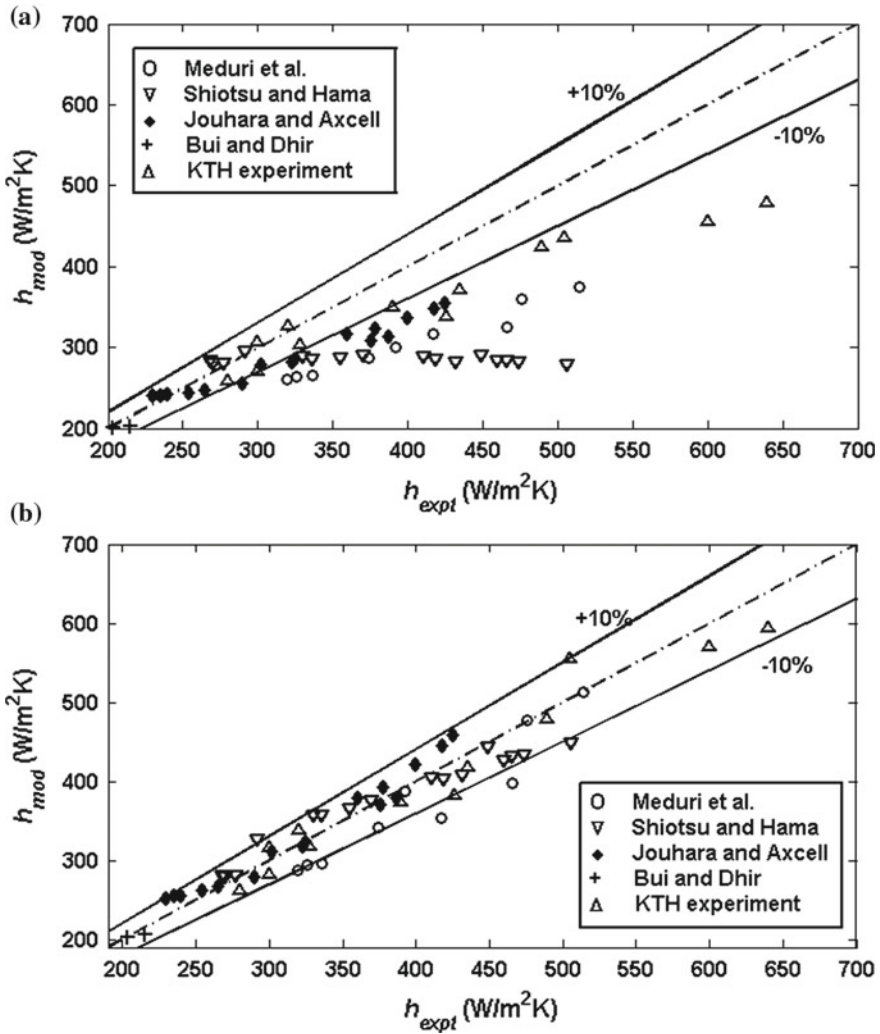 (a)
700
600
500
400
300
200
h_mod (W/m²K)
Meduri et al.
Shiotsu and Hama
Jouhara and Axcell
Bui and Dhir
KTH experiment
+10%
-10%
200 250 300 350 400 450 500 550 600 650 700
h_expt (W/m²K)
(b)
700
600
500
400
300
200
h_mod (W/m²K)
+10%
-10%
Meduri et al.
Shiotsu and Hama
Jouhara and Axcell
Bui and Dhir
KTH experiment
200 250 300 350 400 450 500 550 600 650 700
h_expt (W/m²K)